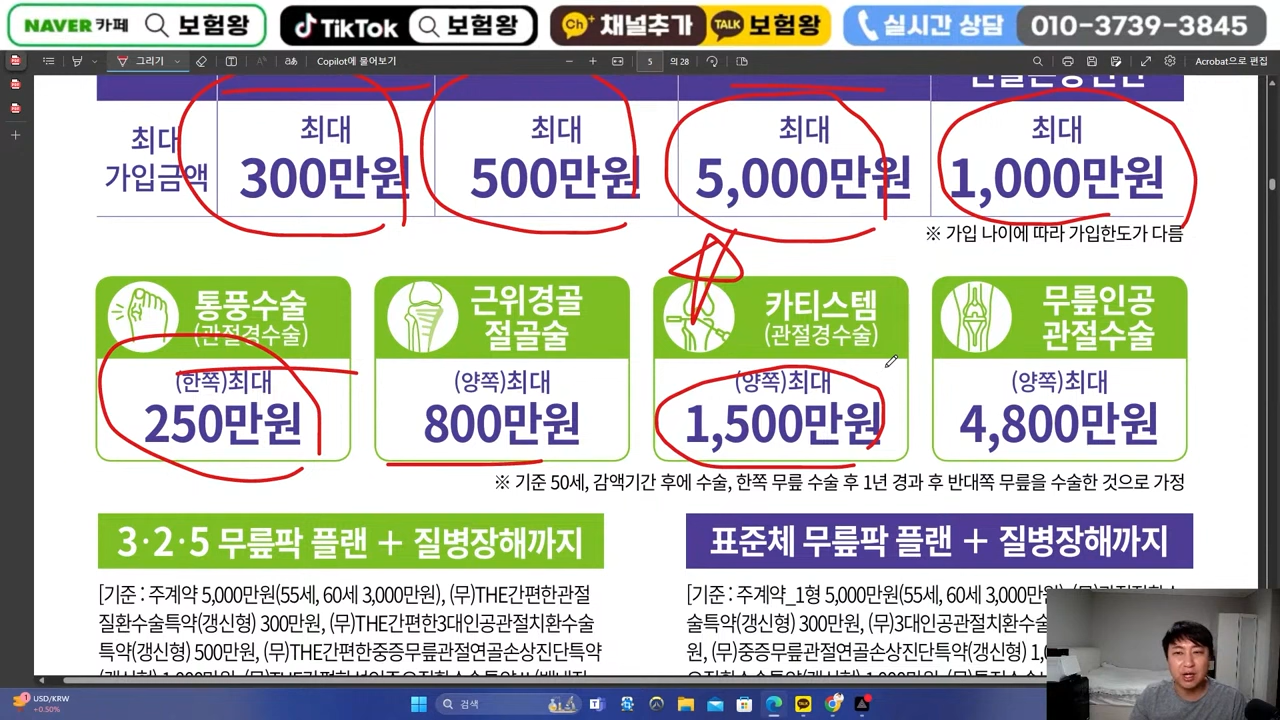 NAVER 카페 보험왕 TikTok 보험왕 Ch+ 채널추가 TALK 보험왕 실시간 상담 010-3739-3845
그리기 Copilot에 물어보기 5 의 28 Acrobat으로 편집
최대
가입금액
최대
300만원
최대
500만원
최대
5,000만원
최대
1,000만원
※ 가입 나이에 따라 가입한도가 다름
통풍수술
(관절경수술)
(한쪽)최대
250만원
근위경골
절골술
(양쪽)최대
800만원
카티스템
(관절경수술)
(양쪽)최대
1,500만원
무릎인공
관절수술
(양쪽)최대
4,800만원
※ 기준 50세, 감액기간 후에 수술, 한쪽 무릎 수술 후 1년 경과 후 반대쪽 무릎을 수술한 것으로 가정
3·2·5 무릎팍 플랜 + 질병장해까지
[기준 : 주계약 5,000만원(55세, 60세 3,000만원), (무)THE간편한관절
질환수술특약(갱신형) 300만원, (무)THE간편한3대인공관절치환수술
특약(갱신형) 500만원, (무)THE간편한중증무릎관절연골손상진단특약
표준체 무릎팍 플랜 + 질병장해까지
[기준 : 주계약_1형 5,000만원(55세, 60세 3,000만원),
술특약(갱신형) 300만원, (무)3대인공관절치환수술
원, (무)중증무릎관절연골손상진단특약(갱신형)
USD/KRW
+0.50%
검색